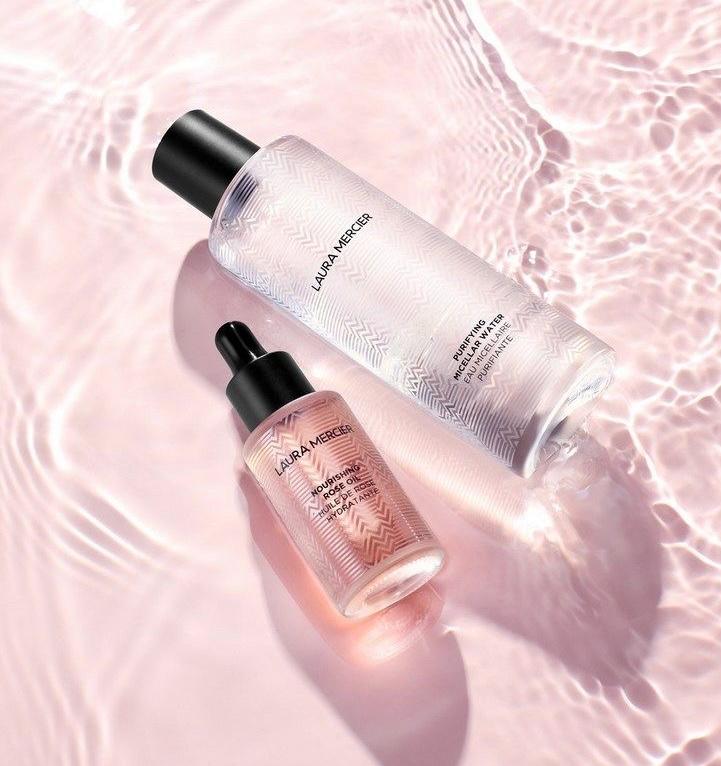 LAURA MERCIER
PURIFYING
MICELLAR WATER
EAU MICELLAIRE
PURIFIANTE
LAURA MERCIER
NOURISHING
ROSE OIL
HUILE DE ROSE
HYDRATANTE